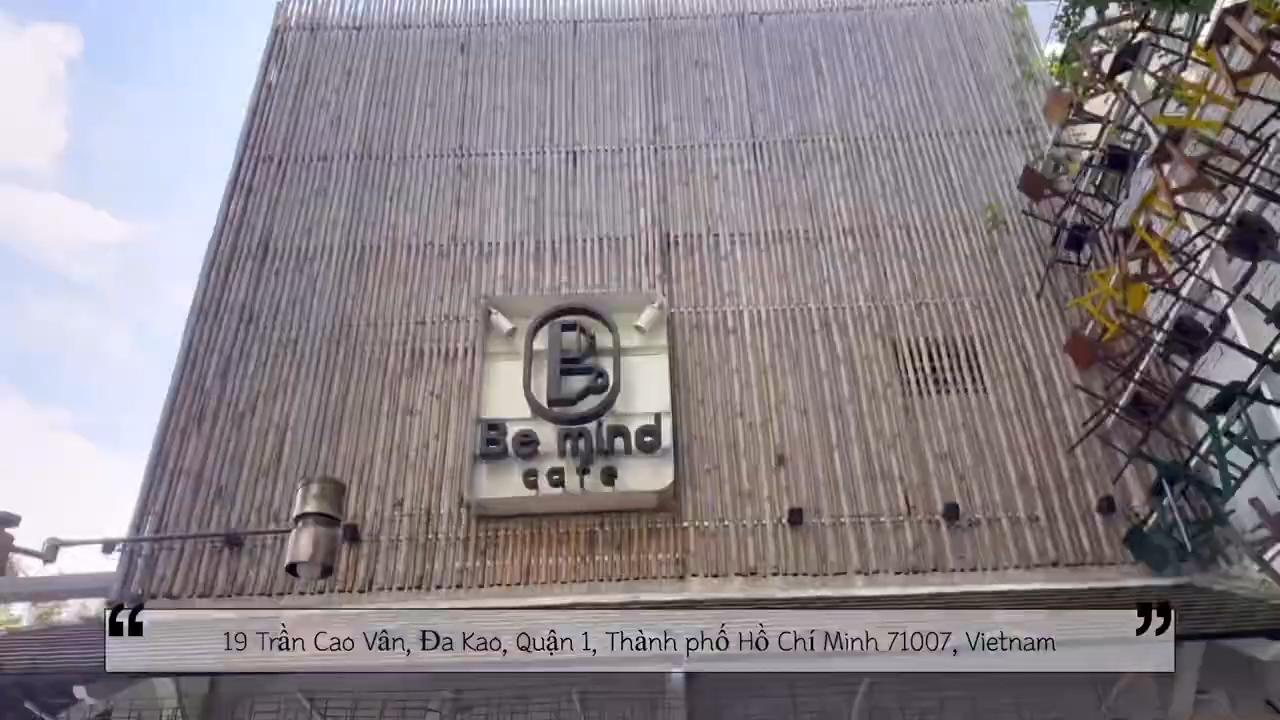 B
Be mind
cafe
“ 19 Trần Cao Vân, Đa Kao, Quận 1, Thành phố Hồ Chí Minh 71007, Vietnam ”